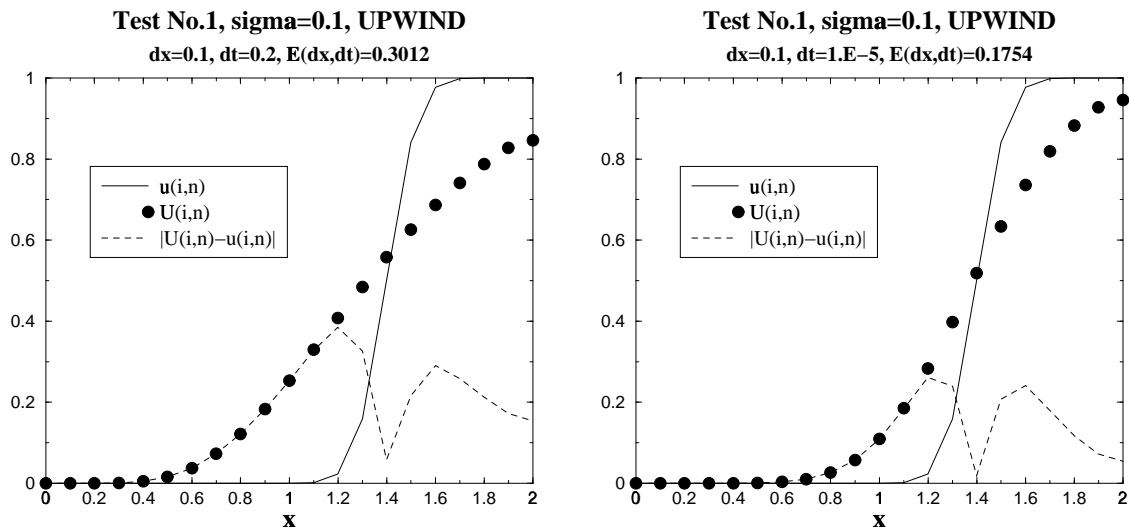 Test No.1, sigma=0.1, UPWIND
dx=0.1, dt=0.2, E(dx,dt)=0.3012
1
0.8
0.6
0.4
0.2
0
u(i,n)
U(i,n)
|U(i,n)−u(i,n)|
0 0.2 0.4 0.6 0.8 1 1.2 1.4 1.6 1.8 2
x
Test No.1, sigma=0.1, UPWIND
dx=0.1, dt=1.E−5, E(dx,dt)=0.1754
1
0.8
0.6
0.4
0.2
0
u(i,n)
U(i,n)
|U(i,n)−u(i,n)|
0 0.2 0.4 0.6 0.8 1 1.2 1.4 1.6 1.8 2
x